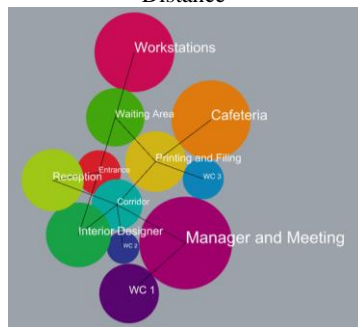 Distance
Workstations
Waiting Area
Cafeteria
Printing and Filing
Entrance
Reception
WC 3
Corridor
Interior Designer
Manager and Meeting
WC 2
WC 1